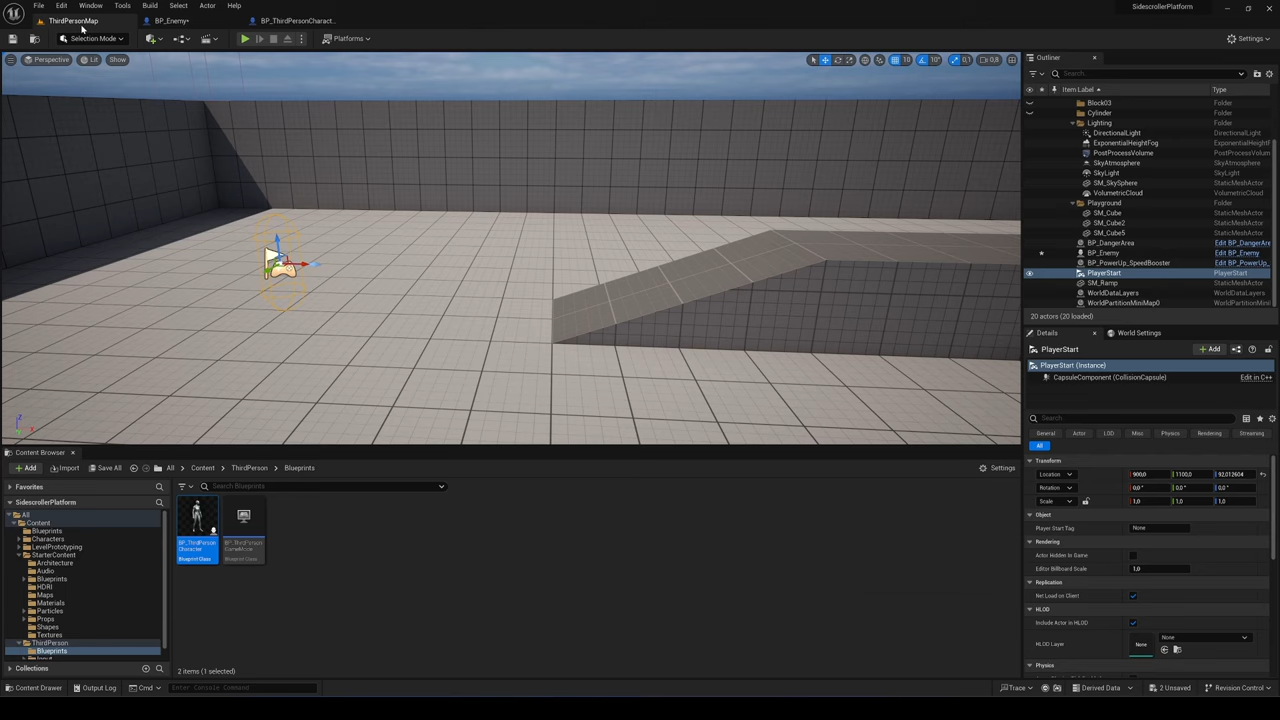 File Edit Window Tools Build Select Actor Help
SidescrollerPlatform
ThirdPersonMap BP_Enemy• BP_ThirdPersonCharact...
Selection Mode Platforms Settings
Perspective Lit Show 10 10° 0,1 0,8
Outliner
Search...
Item Label Type
Block03 Folder
Cylinder Folder
Lighting Folder
DirectionalLight DirectionalLight
ExponentialHeightFog ExponentialHeightF
PostProcessVolume PostProcessVolum
SkyAtmosphere SkyAtmosphere
SkyLight SkyLight
SM_SkySphere StaticMeshActor
VolumetricCloud VolumetricCloud
Playground Folder
SM_Cube StaticMeshActor
SM_Cube2 StaticMeshActor
SM_Cube5 StaticMeshActor
BP_DangerArea Edit BP_DangerAre
BP_Enemy Edit BP_Enemy
BP_PowerUp_SpeedBooster Edit BP_PowerUp_
PlayerStart PlayerStart
SM_Ramp StaticMeshActor
WorldDataLayers WorldDataLayers
WorldPartitionMiniMap0 WorldPartitionMini
20 actors (20 loaded)
Details World Settings
PlayerStart Add
PlayerStart (Instance)
CapsuleComponent (CollisionCapsule) Edit in C++
Search
General Actor LOD Misc Physics Rendering Streaming
All
Transform
Location 900,0 1100,0 92,012604
Rotation 0,0° 0,0° 0,0°
Scale 1,0 1,0 1,0
Object
Player Start Tag None
Rendering
Actor Hidden In Game
Editor Billboard Scale 1,0
Replication
Net Load on Client
HLOD
Include Actor in HLOD
HLOD Layer None None
Physics
Content Browser
Add Import Save All All Content ThirdPerson Blueprints Settings
Favorites
SidescrollerPlatform
All
Content
Blueprints
Characters
LevelPrototyping
StarterContent
Architecture
Audio
Blueprints
HDRI
Maps
Materials
Particles
Props
Shapes
Textures
ThirdPerson
Blueprints
Collections
Search Blueprints
BP_ThirdPerson
Character
Blueprint Class
BP_ThirdPerson
GameMode
Blueprint Class
2 items (1 selected)
Content Drawer Output Log Cmd Enter Console Command Trace Derived Data 2 Unsaved Revision Control